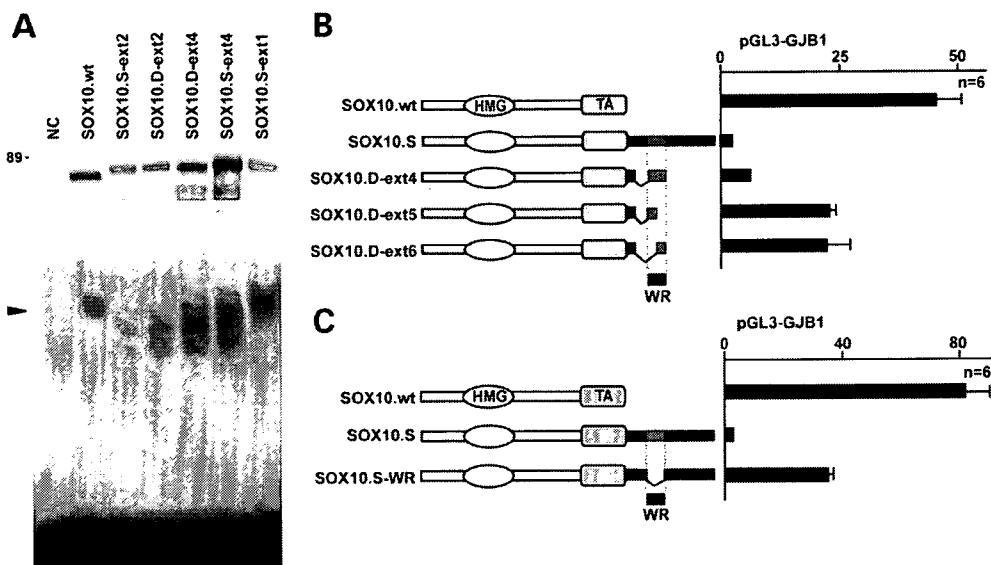 A
NC
SOX10.wt
SOX10.S-ext2
SOX10.D-ext2
SOX10.D-ext4
SOX10.S-ext4
SOX10.S-ext1
89-
B
pGL3-GJB1
0 25 50
n=6
SOX10.wt HMG TA
SOX10.S
SOX10.D-ext4
SOX10.D-ext5
SOX10.D-ext6
WR
C
pGL3-GJB1
0 40 80
n=6
SOX10.wt HMG TA
SOX10.S
SOX10.S-WR
WR